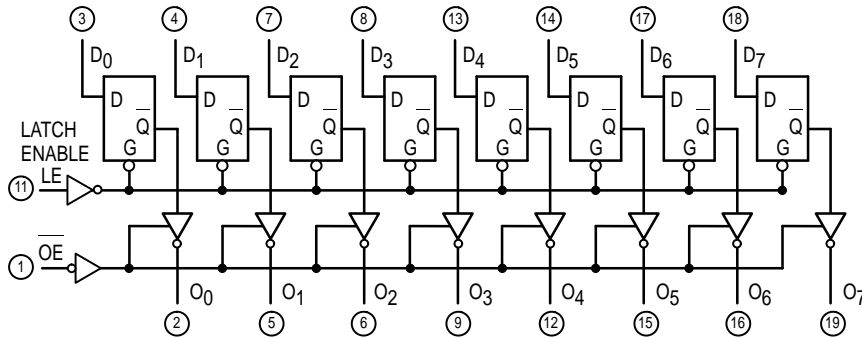 3 4 7 8 13 14 17 18
D0 D1 D2 D3 D4 D5 D6 D7
D D D D D D D D
Q Q Q Q Q Q Q Q
G G G G G G G G
LATCH
ENABLE
LE
11
OE
1
O0 O1 O2 O3 O4 O5 O6 O7
2 5 6 9 12 15 16 19